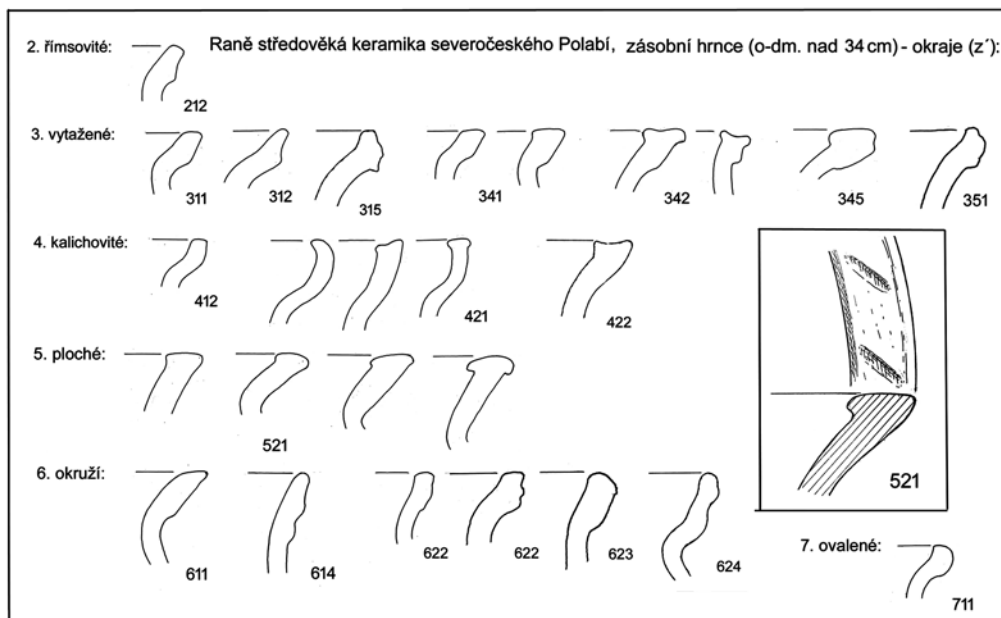 2. římsovité:
Raně středověká keramika severočeského Polabí, zásobní hrnce (o-dm. nad 34 cm) - okraje (z´):
212
3. vytažené:
311 312 315 341 342 345 351
4. kalichovité:
412 421 422
5. ploché:
521
521
6. okruží:
611 614 622 622 623 624
7. ovalené:
711